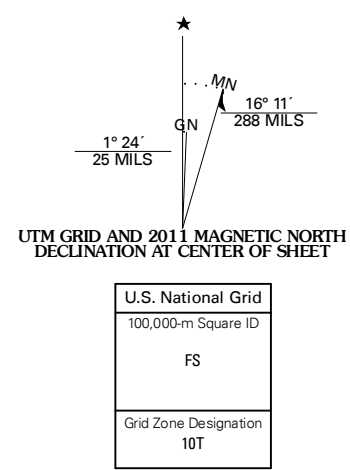 ★
MN
GN
16° 11´
288 MILS
1° 24´
25 MILS
UTM GRID AND 2011 MAGNETIC NORTH
DECLINATION AT CENTER OF SHEET
U.S. National Grid
100,000-m Square ID
FS
Grid Zone Designation
10T